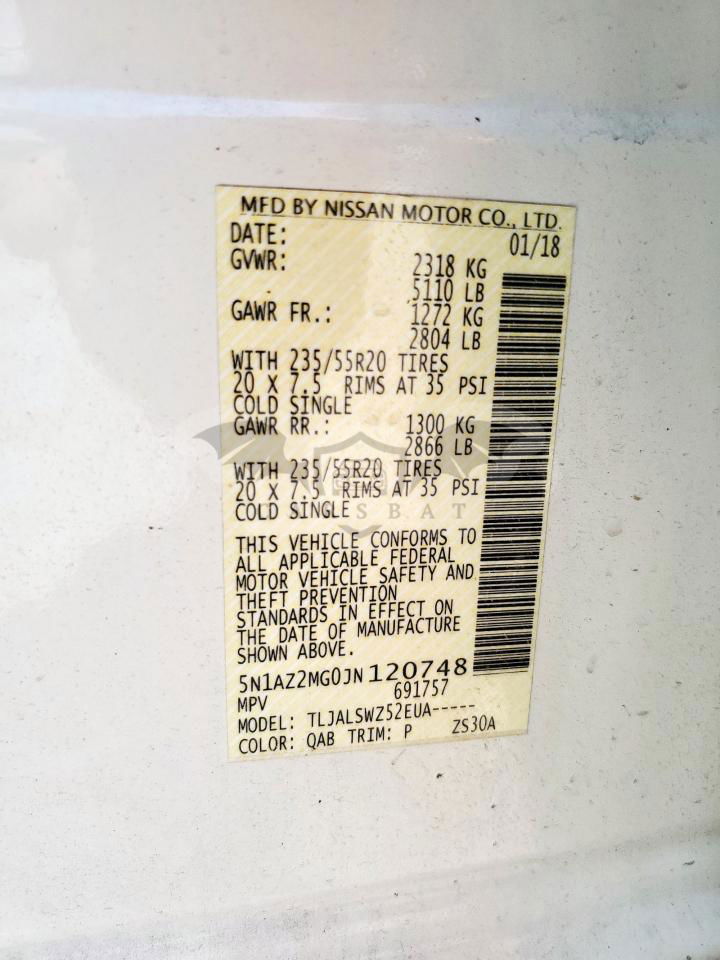 MFD BY NISSAN MOTOR CO., LTD.
DATE: 01/18
GVWR: 2318 KG
5110 LB
GAWR FR.: 1272 KG
2804 LB
WITH 235/55R20 TIRES
20 X 7.5 RIMS AT 35 PSI
COLD SINGLE
GAWR RR.: 1300 KG
2866 LB
WITH 235/55R20 TIRES
20 X 7.5 RIMS AT 35 PSI
COLD SINGLE
THIS VEHICLE CONFORMS TO
ALL APPLICABLE FEDERAL
MOTOR VEHICLE SAFETY AND
THEFT PREVENTION
STANDARDS IN EFFECT ON
THE DATE OF MANUFACTURE
SHOWN ABOVE.
5N1AZ2MG0JN120748
MPV 691757
MODEL: TLJALSWZ52EUA-----
COLOR: QAB TRIM: P ZS30A